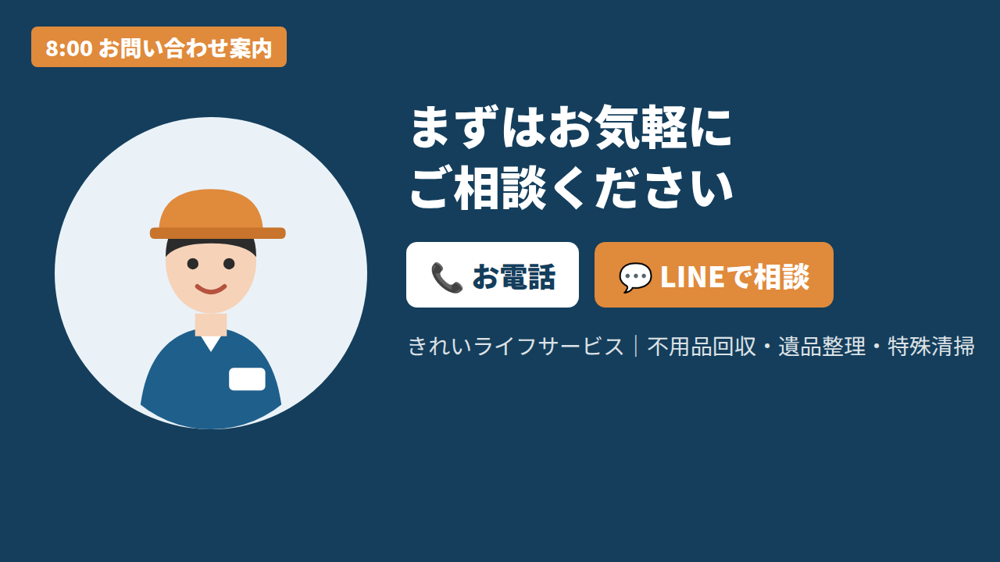 8:00 お問い合わせ案内
まずはお気軽に
ご相談ください
📞 お電話
💬 LINEで相談
きれいライフサービス｜不用品回収・遺品整理・特殊清掃